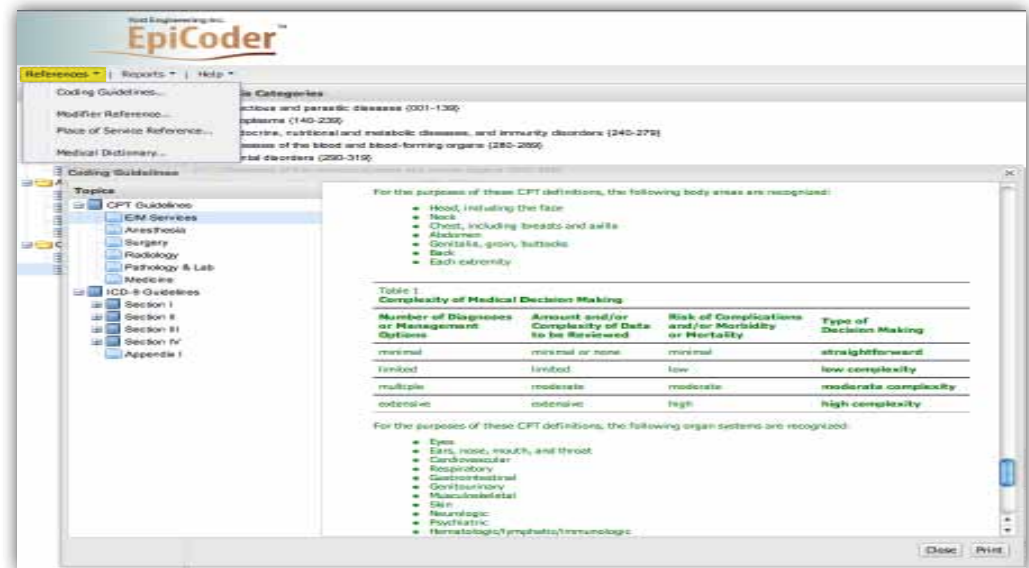 Yost Engineering Inc.
EpiCoder™
References | Reports | Help
Coding Guidelines...
Modifier Reference...
Place of Service Reference...
Medical Dictionary...
Categories
and parasitic diseases (001-139)
(140-239)
nutritional and metabolic diseases, and immunity disorders (240-279)
of the blood and blood-forming organs (280-289)
disorders (290-319)
Coding Guidelines
Topics
CPT Guidelines
E/M Services
Anesthesia
Surgery
Radiology
Pathology & Lab
Medicine
ICD-9 Guidelines
Section I
Section II
Section III
Section IV
Appendix I
For the purposes of these CPT definitions, the following body areas are recognized:
Head, including the face
Neck
Chest, including breasts and axilla
Abdomen
Genitalia, groin, buttocks
Back
Each extremity
Table 1
Complexity of Medical Decision Making
Number of Diagnoses or Management Options
Amount and/or Complexity of Data to be Reviewed
Risk of Complications and/or Morbidity or Mortality
Type of Decision Making
minimal minimal or none minimal straightforward
limited limited low low complexity
multiple moderate moderate moderate complexity
extensive extensive high high complexity
For the purposes of these CPT definitions, the following organ systems are recognized:
Eyes
Ears, nose, mouth, and throat
Cardiovascular
Respiratory
Gastrointestinal
Genitourinary
Musculoskeletal
Skin
Neurologic
Psychiatric
Hematologic/lymphatic/immunologic
Close Print